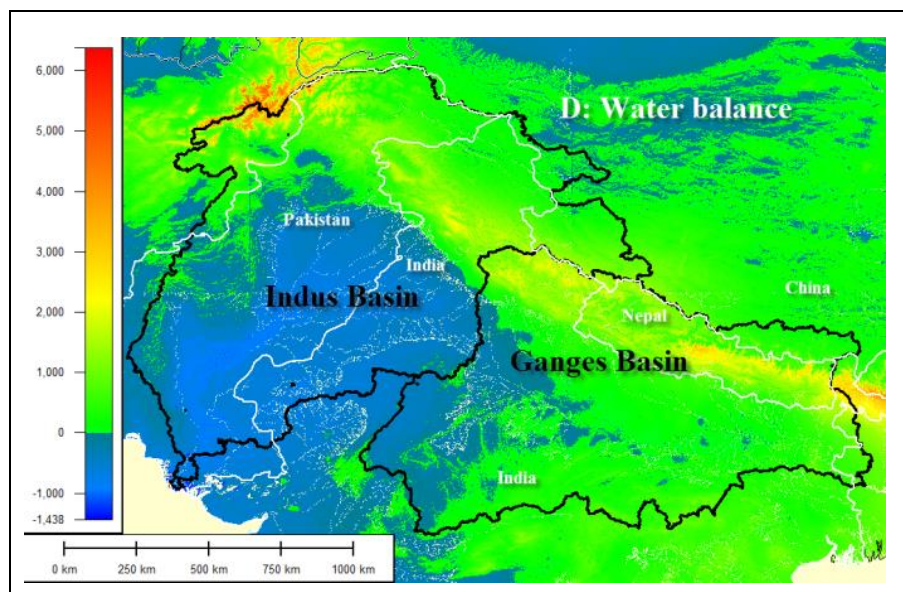 6,000
5,000
4,000
3,000
2,000
1,000
0
-1,000
-1,438
D: Water balance
Pakistan
India
Indus Basin
China
Nepal
Ganges Basin
India
0 km 250 km 500 km 750 km 1000 km